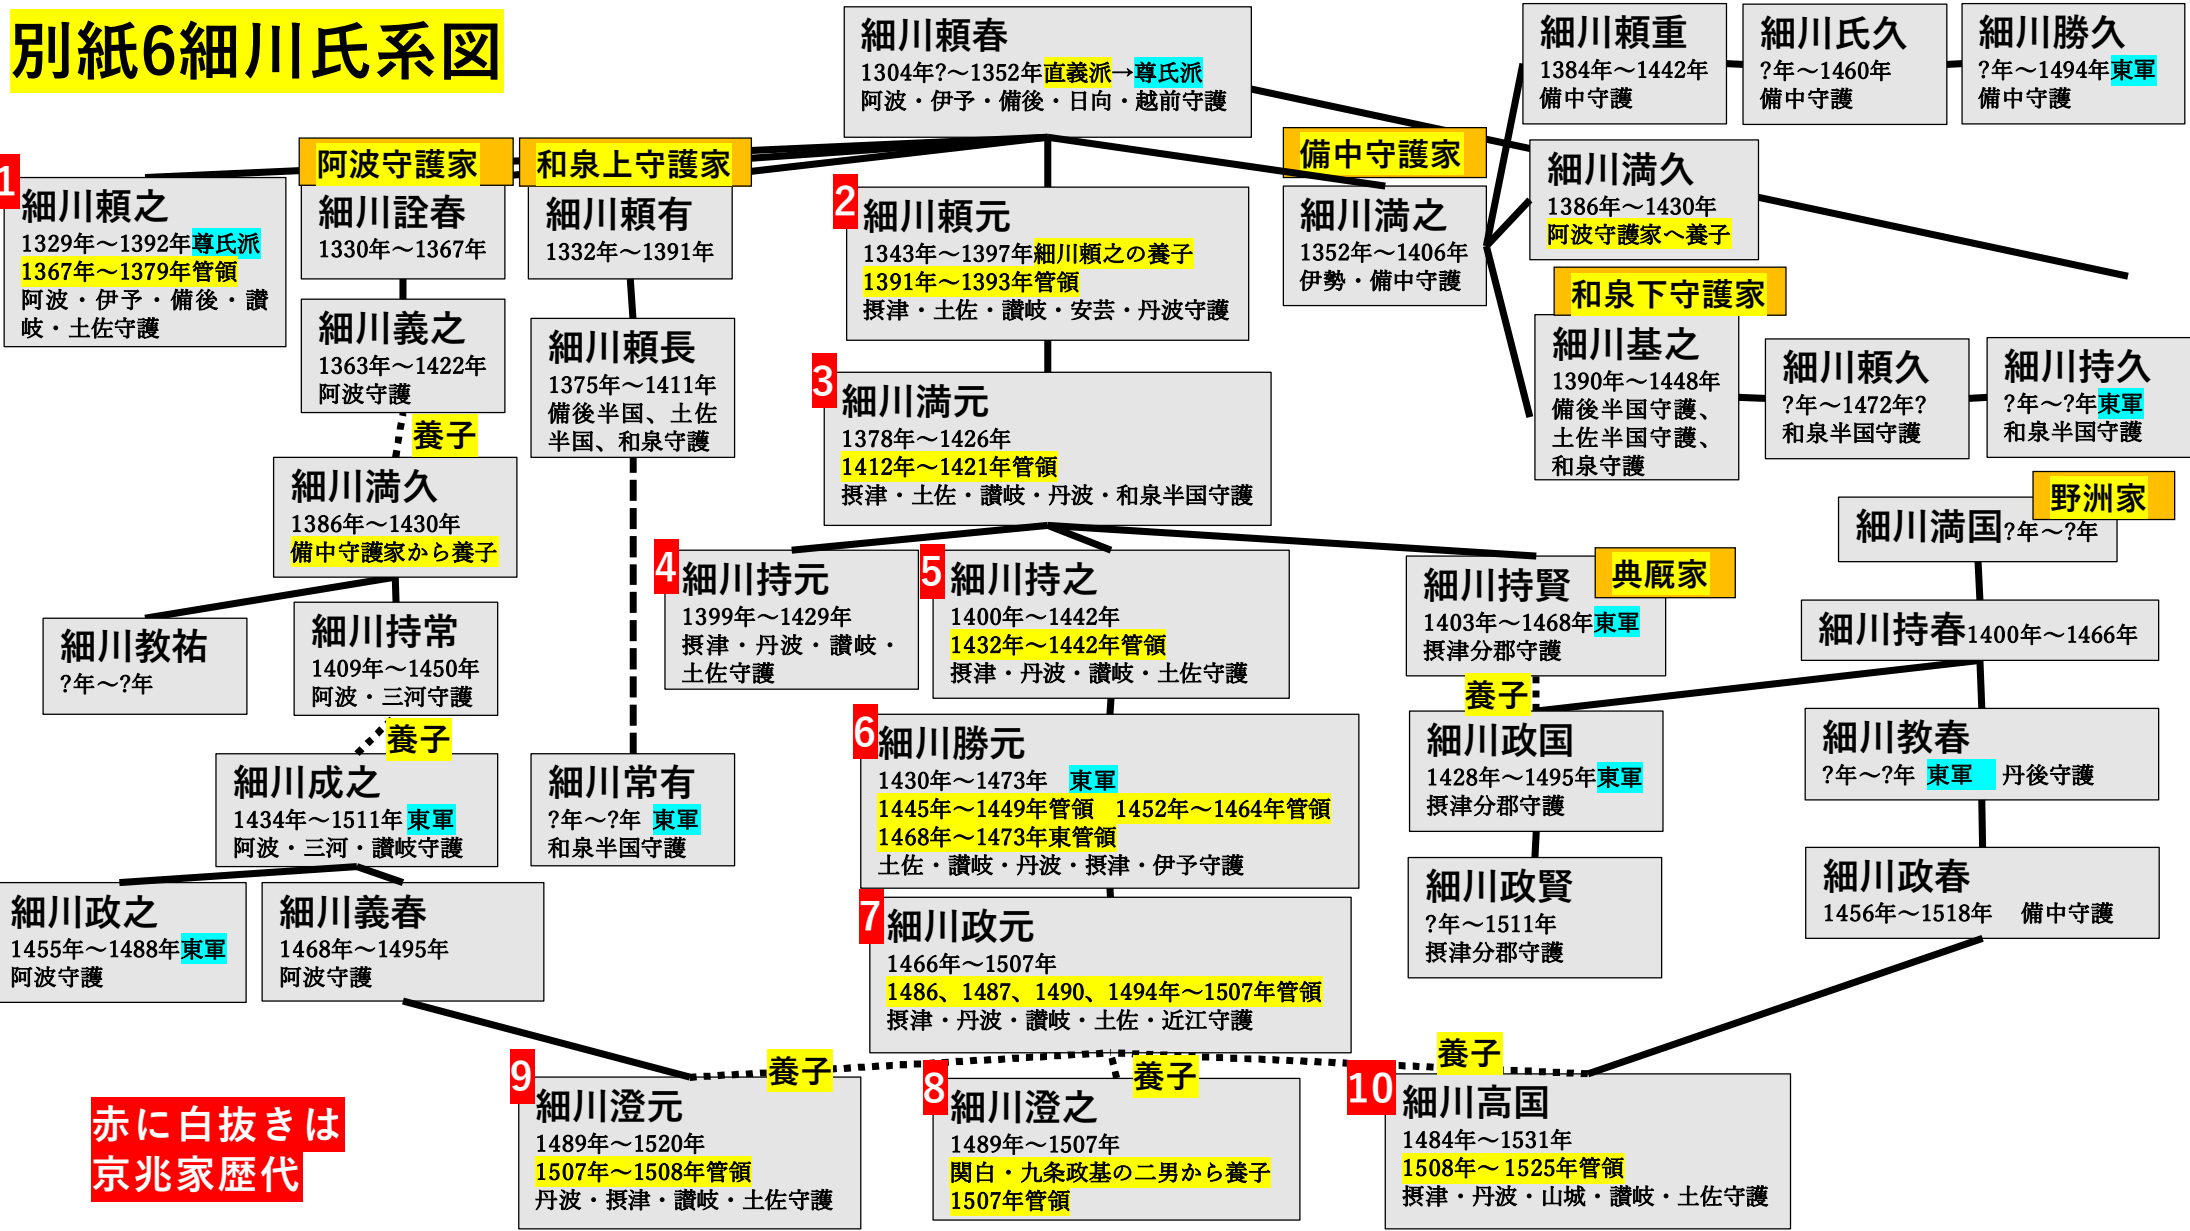 別紙6細川氏系図
細川頼春
1304年?～1352年直義派→尊氏派
阿波・伊予・備後・日向・越前守護
細川頼重
1384年～1442年
備中守護
細川氏久
?年～1460年
備中守護
細川勝久
?年～1494年東軍
備中守護
1
細川頼之
1329年～1392年尊氏派
1367年～1379年管領
阿波・伊予・備後・讃
岐・土佐守護
阿波守護家
細川詮春
1330年～1367年
和泉上守護家
細川頼有
1332年～1391年
2
細川頼元
1343年～1397年細川頼之の養子
1391年～1393年管領
摂津・土佐・讃岐・安芸・丹波守護
備中守護家
細川満之
1352年～1406年
伊勢・備中守護
細川満久
1386年～1430年
阿波守護家へ養子
和泉下守護家
細川基之
1390年～1448年
備後半国守護、
土佐半国守護、
和泉守護
細川頼久
?年～1472年?
和泉半国守護
細川持久
?年～?年東軍
和泉半国守護
細川義之
1363年～1422年
阿波守護
細川頼長
1375年～1411年
備後半国、土佐
半国、和泉守護
3
細川満元
1378年～1426年
1412年～1421年管領
摂津・土佐・讃岐・丹波・和泉半国守護
養子
細川満久
1386年～1430年
備中守護家から養子
野洲家
細川満国?年～?年
4
細川持元
1399年～1429年
摂津・丹波・讃岐・
土佐守護
5
細川持之
1400年～1442年
1432年～1442年管領
摂津・丹波・讃岐・土佐守護
典厩家
細川持賢
1403年～1468年東軍
摂津分郡守護
細川持春1400年～1466年
細川教祐
?年～?年
細川持常
1409年～1450年
阿波・三河守護
養子
細川成之
1434年～1511年東軍
阿波・三河・讃岐守護
細川常有
?年～?年 東軍
和泉半国守護
6
細川勝元
1430年～1473年 東軍
1445年～1449年管領 1452年～1464年管領
1468年～1473年東管領
土佐・讃岐・丹波・摂津・伊予守護
養子
細川政国
1428年～1495年東軍
摂津分郡守護
細川教春
?年～?年 東軍 丹後守護
細川政之
1455年～1488年東軍
阿波守護
細川義春
1468年～1495年
阿波守護
7
細川政元
1466年～1507年
1486、1487、1490、1494年～1507年管領
摂津・丹波・讃岐・土佐・近江守護
細川政賢
?年～1511年
摂津分郡守護
細川政春
1456年～1518年 備中守護
養子
養子
養子
9
細川澄元
1489年～1520年
1507年～1508年管領
丹波・摂津・讃岐・土佐守護
8
細川澄之
1489年～1507年
関白・九条政基の二男から養子
1507年管領
10
細川高国
1484年～1531年
1508年～1525年管領
摂津・丹波・山城・讃岐・土佐守護
赤に白抜きは
京兆家歴代